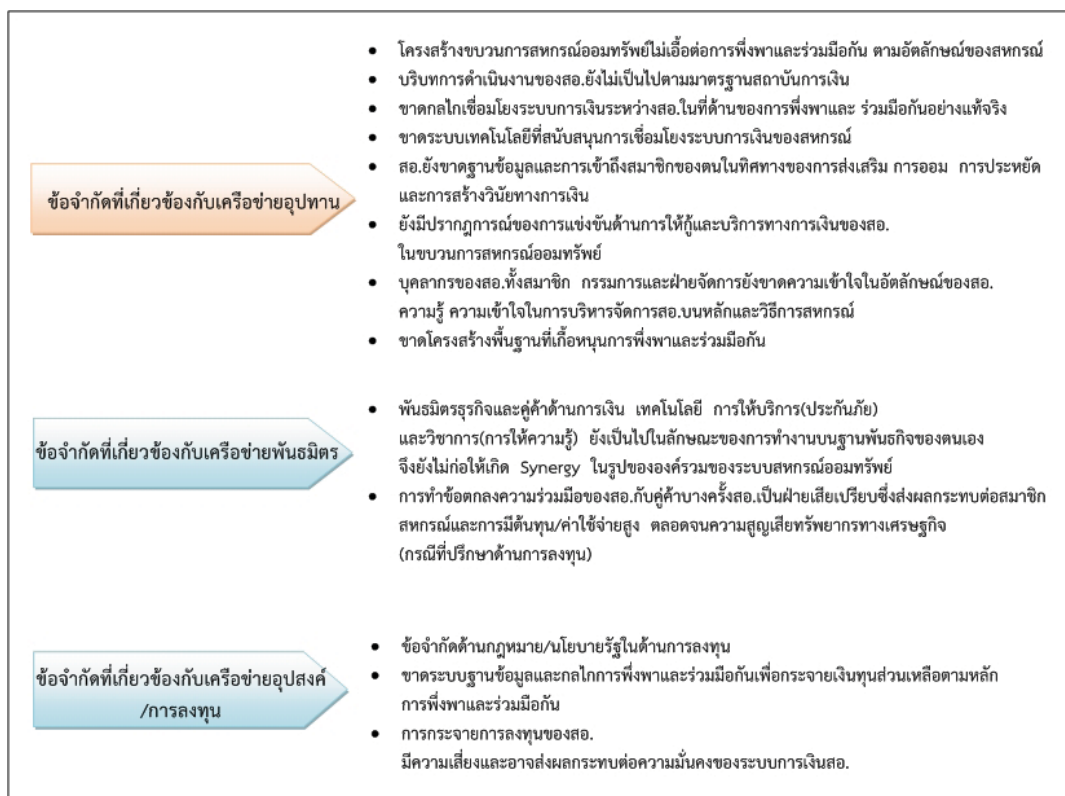 ข้อจำกัดที่เกี่ยวข้องกับเครือข่ายอุปทาน
• โครงสร้างขบวนการสหกรณ์ออมทรัพย์ไม่เอื้อต่อการพึ่งพาและร่วมมือกัน ตามอัตลักษณ์ของสหกรณ์
• บริบทการดำเนินงานของสอ.ยังไม่เป็นไปตามมาตรฐานสถาบันการเงิน
• ขาดกลไกเชื่อมโยงระบบการเงินระหว่างสอ.ในที่ด้านของการพึ่งพาและ ร่วมมือกันอย่างแท้จริง
• ขาดระบบเทคโนโลยีที่สนับสนุนการเชื่อมโยงระบบการเงินของสหกรณ์
• สอ.ยังขาดฐานข้อมูลและการเข้าถึงสมาชิกของตนในทิศทางของการส่งเสริม การออม การประหยัด
และการสร้างวินัยทางการเงิน
• ยังมีปรากฎการณ์ของการแข่งขันด้านการให้กู้และบริการทางการเงินของสอ.
ในขบวนการสหกรณ์ออมทรัพย์
• บุคลากรของสอ.ทั้งสมาชิก กรรมการและฝ่ายจัดการยังขาดความเข้าใจในอัตลักษณ์ของสอ.
ความรู้ ความเข้าใจในการบริหารจัดการสอ.บนหลักและวิธีการสหกรณ์
• ขาดโครงสร้างพื้นฐานที่เกื้อหนุนการพึ่งพาและร่วมมือกัน
ข้อจำกัดที่เกี่ยวข้องกับเครือข่ายพันธมิตร
• พันธมิตรธุรกิจและคู่ค้าด้านการเงิน เทคโนโลยี การให้บริการ(ประกันภัย)
และวิชาการ(การให้ความรู้) ยังเป็นไปในลักษณะของการทำงานบนฐานพันธกิจของตนเอง
จึงยังไม่ก่อให้เกิด Synergy ในรูปขององค์รวมของระบบสหกรณ์ออมทรัพย์
• การทำข้อตกลงความร่วมมือของสอ.กับคู่ค้าบางครั้งสอ.เป็นฝ่ายเสียเปรียบซึ่งส่งผลกระทบต่อสมาชิก
สหกรณ์และการมีต้นทุน/ค่าใช้จ่ายสูง ตลอดจนความสูญเสียทรัพยากรทางเศรษฐกิจ
(กรณีที่ปรึกษาด้านการลงทุน)
ข้อจำกัดที่เกี่ยวข้องกับเครือข่ายอุปสงค์
/การลงทุน
• ข้อจำกัดด้านกฎหมาย/นโยบายรัฐในด้านการลงทุน
• ขาดระบบฐานข้อมูลและกลไกการพึ่งพาและร่วมมือกันเพื่อกระจายเงินทุนส่วนเหลือตามหลัก
การพึ่งพาและร่วมมือกัน
• การกระจายการลงทุนของสอ.
มีความเสี่ยงและอาจส่งผลกระทบต่อความมั่นคงของระบบการเงินสอ.